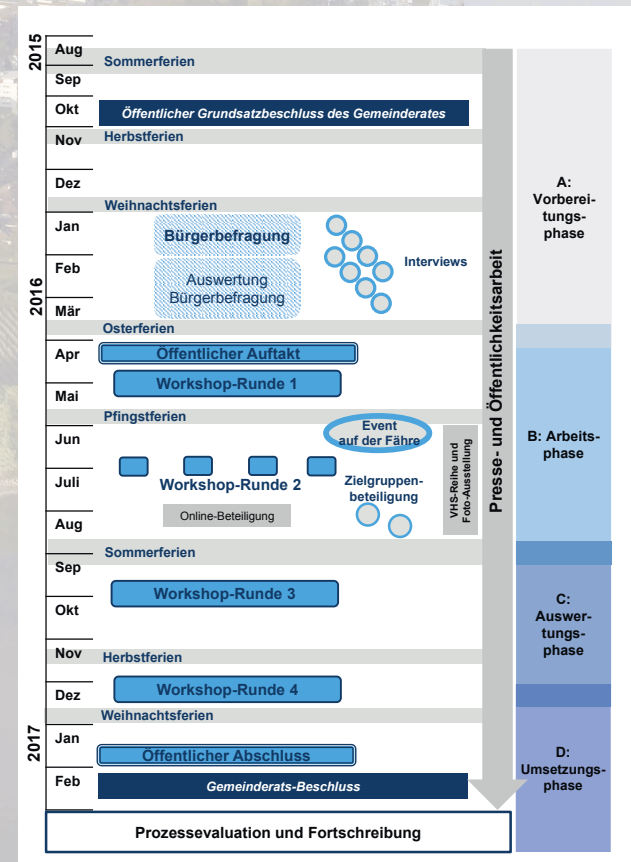 2015
Aug
Sommerferien
Sep
Okt
Öffentlicher Grundsatzbeschluss des Gemeinderates
Nov
Herbstferien
Dez
Weihnachtsferien
2016
Jan
Bürgerbefragung
Feb
Interviews
Auswertung
Bürgerbefragung
Mär
Osterferien
Apr
Öffentlicher Auftakt
Workshop-Runde 1
Mai
Pfingstferien
Jun
Event
auf der Fähre
Juli
Workshop-Runde 2
Zielgruppen-
beteiligung
VHS-Reihe und
Foto-Ausstellung
Online-Beteiligung
Aug
Sommerferien
Sep
Workshop-Runde 3
Okt
Nov
Herbstferien
Dez
Workshop-Runde 4
Weihnachtsferien
2017
Jan
Öffentlicher Abschluss
Feb
Gemeinderats-Beschluss
Prozessevaluation und Fortschreibung
Presse- und Öffentlichkeitsarbeit
A:
Vorberei-
tungs-
phase
B: Arbeits-
phase
C:
Auswer-
tungs-
phase
D:
Umsetzungs-
phase